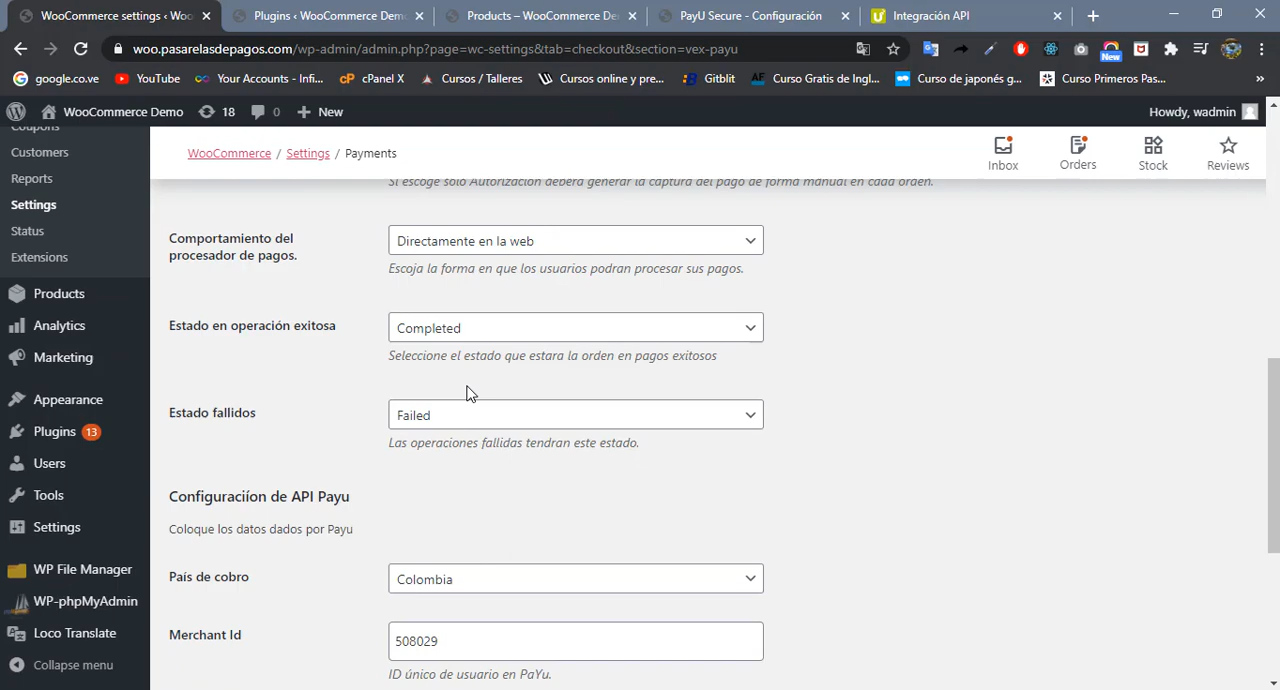 WooCommerce settings ‹ Woo
Plugins ‹ WooCommerce Demo
Products – WooCommerce De
PayU Secure - Configuración
Integración API
woo.pasarelasdepagos.com/wp-admin/admin.php?page=wc-settings&tab=checkout&section=vex-payu
New
google.co.ve
YouTube
Your Accounts - Infi...
cPanel X
Cursos / Talleres
Cursos online y pre...
Gitblit
Curso Gratis de Ingl...
Curso de japonés g...
Curso Primeros Pas...
»
WooCommerce Demo
18
0
New
Howdy, wadmin
Coupons
Customers
Reports
Settings
Status
Extensions
Products
Analytics
Marketing
Appearance
Plugins 13
Users
Tools
Settings
WP File Manager
WP-phpMyAdmin
Loco Translate
Collapse menu
WooCommerce / Settings / Payments
Inbox
Orders
Stock
Reviews
Si escoge solo Autorización deberá generar la captura del pago de forma manual en cada orden.
Comportamiento del
procesador de pagos.
Directamente en la web
Escoja la forma en que los usuarios podran procesar sus pagos.
Estado en operación exitosa
Completed
Seleccione el estado que estara la orden en pagos exitosos
Estado fallidos
Failed
Las operaciones fallidas tendran este estado.
Configuraciíon de API Payu
Coloque los datos dados por Payu
País de cobro
Colombia
Merchant Id
508029
ID único de usuario en PaYu.